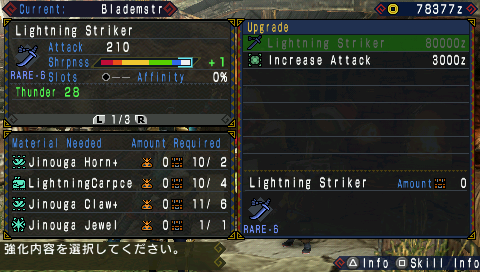 Current: Blademstr
78377z
Lightning Striker
Attack 210
Shrpnss +1
RARE-6 Slots --- Affinity 0%
Thunder 28
L 1/3 R
Material Needed Amount Required
Jinouga Horn+ 0 10/ 2
LightningCarpce 0 10/ 4
Jinouga Claw+ 0 11/ 6
Jinouga Jewel 0 1/ 1
Upgrade
Lightning Striker 80000z
Increase Attack 3000z
Lightning Striker Amount 0
RARE-6
強化内容を選択してください。
Info Skill/Info